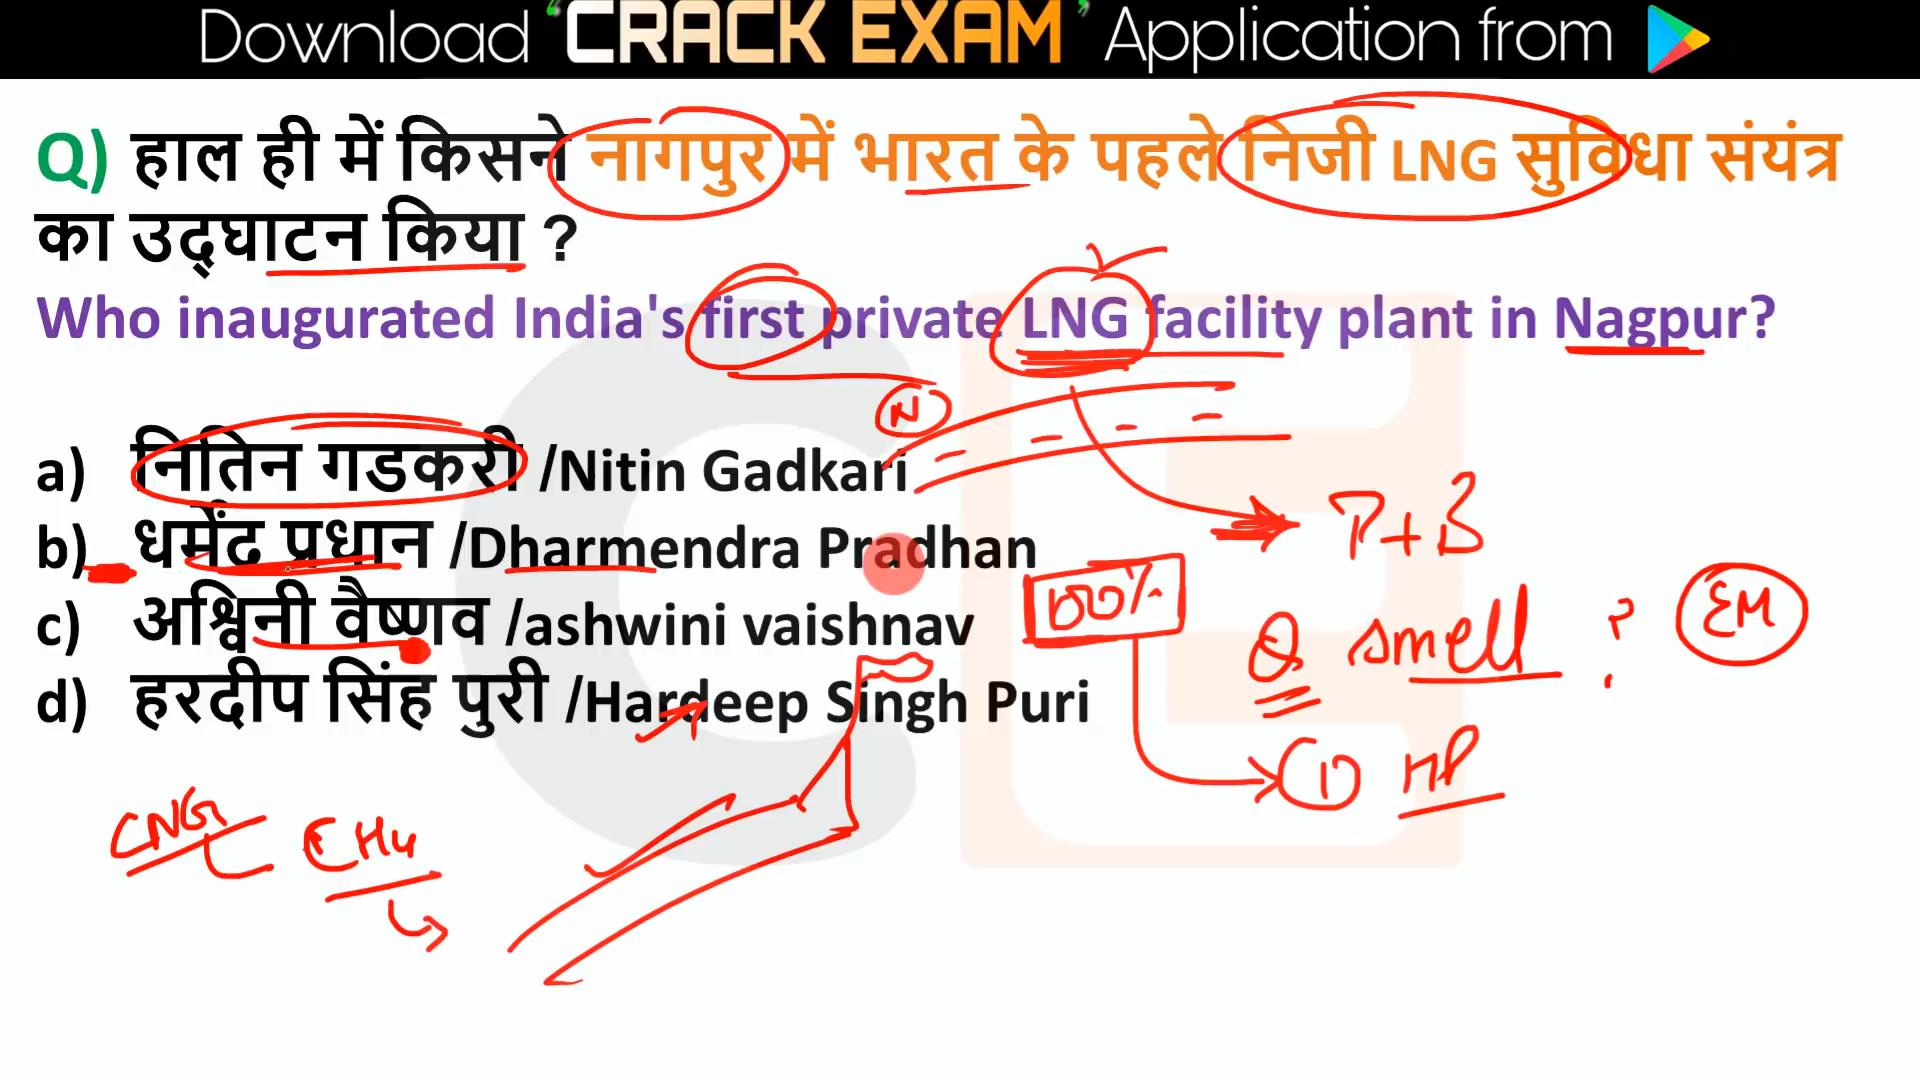 Download 'CRACK EXAM' Application from
Q) हाल ही में किसने नागपुर में भारत के पहले निजी LNG सुविधा संयंत्र
का उद्घाटन किया ?
Who inaugurated India's first private LNG facility plant in Nagpur?
N
a) नितिन गडकरी /Nitin Gadkari
P+B
b) धर्मेंद्र प्रधान /Dharmendra Pradhan
100%
c) अश्विनी वैष्णव /ashwini vaishnav
Q smell ?
EM
d) हरदीप सिंह पुरी /Hardeep Singh Puri
① HP
CNG
CH4